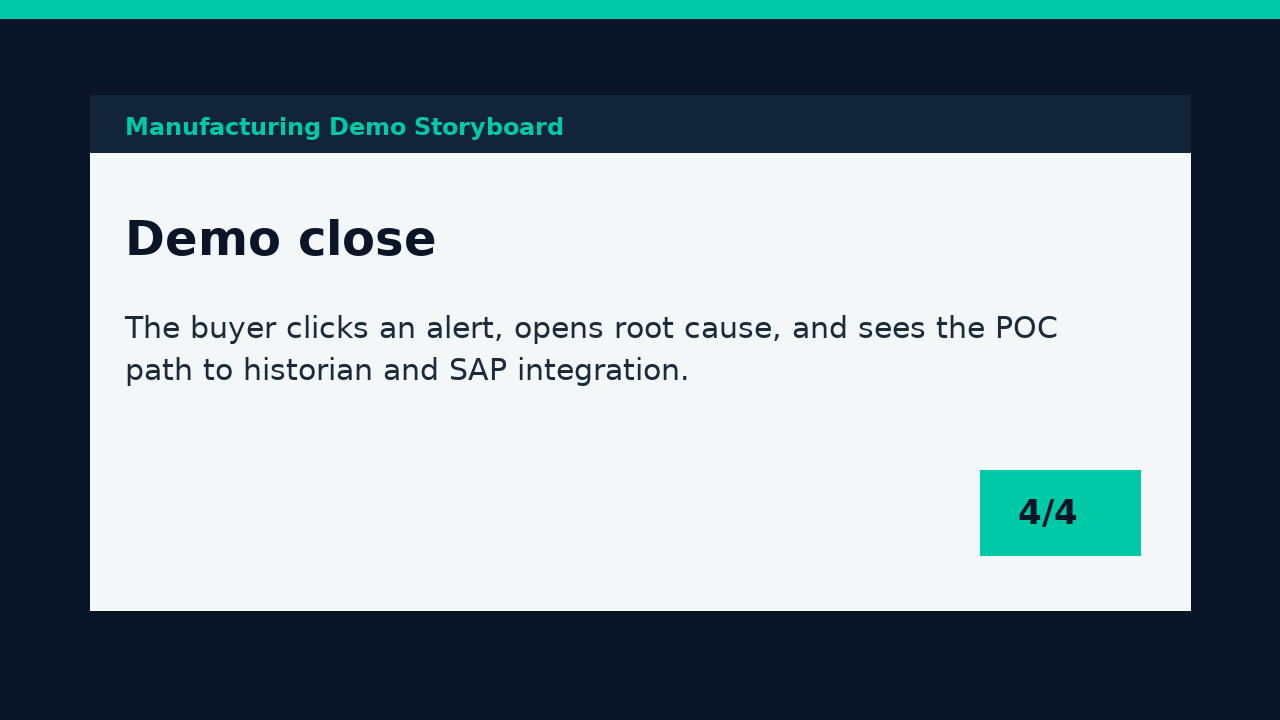 Manufacturing Demo Storyboard
Demo close
The buyer clicks an alert, opens root cause, and sees the POC
path to historian and SAP integration.
4/4